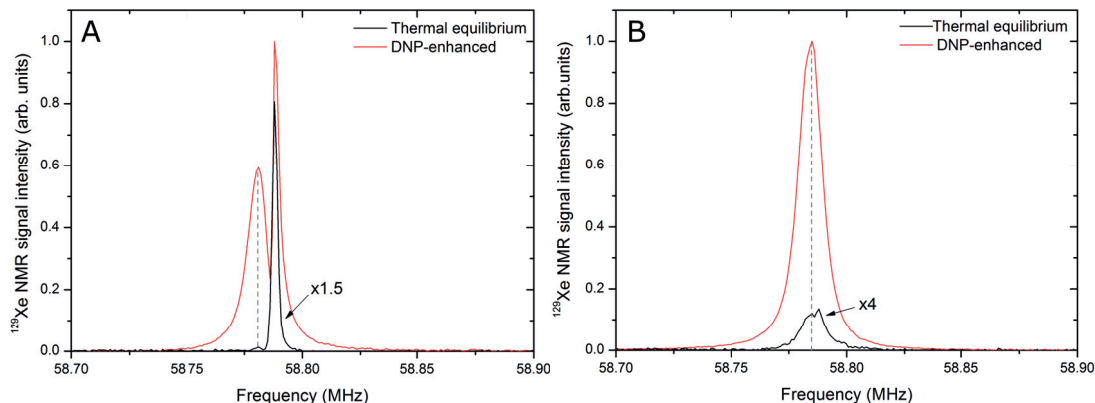 A
Thermal equilibrium
DNP-enhanced
1.0
0.8
0.6
0.4
0.2
0.0
x1.5
58.70
58.75
58.80
58.85
58.90
Frequency (MHz)
¹²⁹Xe NMR signal intensity (arb. units)
B
Thermal equilibrium
DNP-enhanced
1.0
0.8
0.6
0.4
0.2
0.0
x4
58.70
58.75
58.80
58.85
58.90
Frequency (MHz)
¹²⁹Xe NMR signal intensity (arb.units)